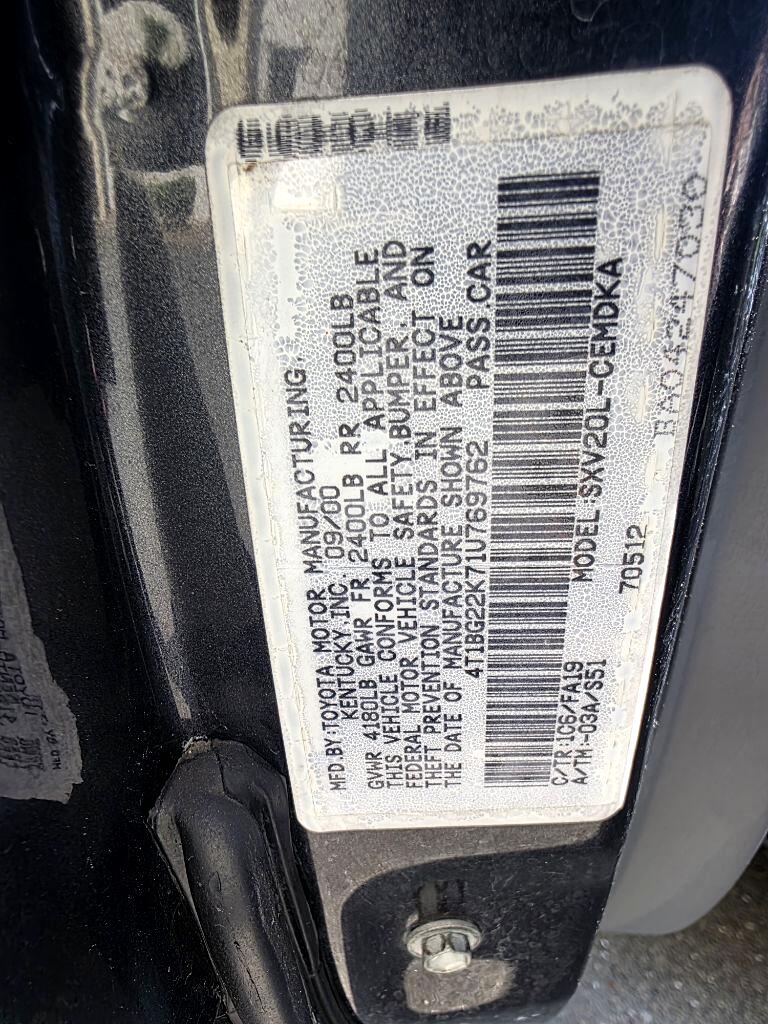 MFD BY:TOYOTA MOTOR MANUFACTURING,
KENTUCKY,INC. 09/00
GVWR 4180LB GAWR FR 2400LB RR 2400LB
THIS VEHICLE CONFORMS TO ALL APPLICABLE
FEDERAL MOTOR VEHICLE SAFETY,BUMPER, AND
THEFT PREVENTION STANDARDS IN EFFECT ON
THE DATE OF MANUFACTURE SHOWN ABOVE
4T1BG22K71U769762 PASS.CAR
C/TR:1C6/FA19 MODEL:SXV20L-CEMDKA
A/TM:-03A/S51 70512
BA04247030